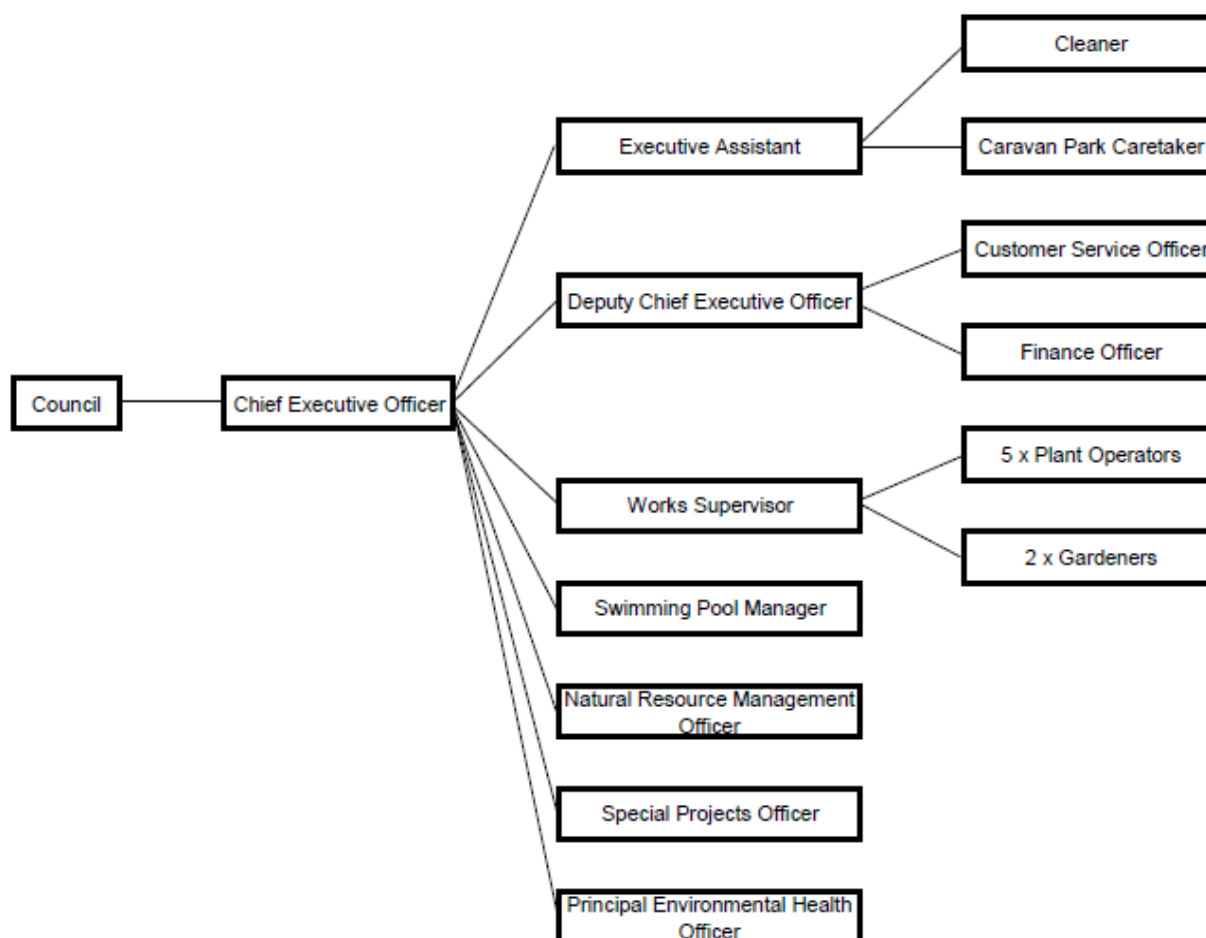 Cleaner
Executive Assistant
Caravan Park Caretaker
Customer Service Officer
Deputy Chief Executive Officer
Finance Officer
Council
Chief Executive Officer
5 x Plant Operators
Works Supervisor
2 x Gardeners
Swimming Pool Manager
Natural Resource Management
Officer
Special Projects Officer
Principal Environmental Health
Officer